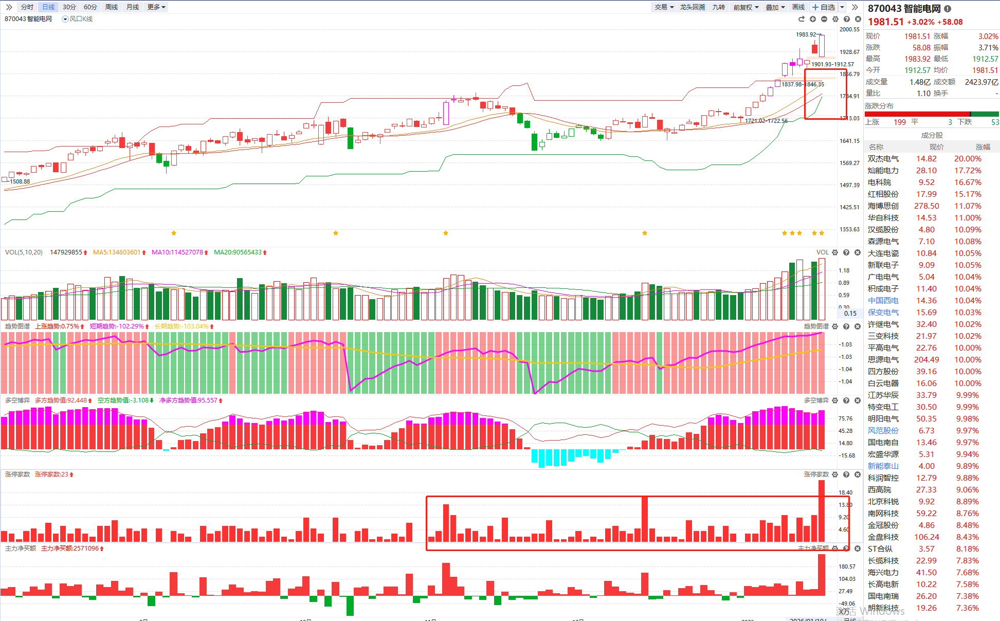 分时 日线 30分 60分 周线 月线 更多 交易 龙头回溯 九转 前复权 叠加 画线 自选
870043 智能电网 风口K线
2000.55
1983.92
1928.67
1901.93-1912.57
1856.79
1837.98-1846.35
1784.91
1713.03
1721.02-1722.56
1641.15
1569.27
1508.88
1497.39
1425.51
1353.63
VOL(5,10,20) 147929855 MA5:134603601 MA10:114527078 MA20:90565433 VOL
1.18
0.89
0.59
0.30
0.15
趋势图谱 上涨趋势:0.75% 短期趋势:-102.29% 长期趋势:-103.04% 趋势图谱
-1.03
-1.03
-1.04
-1.04
多空博弈 多方趋势值:92.448 空方趋势值:-3.108 净多方趋势值:95.557 多空博弈
75.76
45.28
14.80
-15.68
涨停家数 涨停家数:23 涨停家数
18.40
13.80
9.20
4.60
主力净买额 主力净买额:2571096 主力净买额
180.57
104.03
27.49
-49.06
X万
870043 智能电网
1981.51 +3.02% +58.08
现价 1981.51 涨幅 3.02%
涨跌 58.08 振幅 3.71%
最高 1983.92 最低 1912.57
今开 1912.57 均价 1981.51
成交量 1.48亿 成交额 2423.97亿
量比 1.10 换手 -
涨跌分布
上涨 199 平 3 下跌 53
成分股
名称 现价 涨幅
双杰电气 14.82 20.00%
灿能电力 28.10 17.72%
电科院 9.52 16.67%
红相股份 17.99 15.17%
海博思创 278.50 11.07%
华自科技 14.53 11.00%
汉缆股份 4.80 10.09%
森源电气 7.10 10.08%
大连电瓷 10.84 10.05%
新联电子 9.09 10.05%
广电电气 5.04 10.04%
积成电子 11.40 10.04%
中国西电 14.36 10.04%
保变电气 15.69 10.03%
许继电气 32.40 10.02%
三变科技 21.97 10.02%
平高电气 22.76 10.00%
思源电气 204.49 10.00%
四方股份 39.16 10.00%
白云电器 16.06 10.00%
江苏华辰 33.79 9.99%
特变电工 30.50 9.99%
明阳电气 50.35 9.98%
风范股份 6.73 9.97%
国电南自 13.46 9.97%
宏盛华源 5.31 9.94%
新能泰山 4.00 9.89%
科润智控 12.79 9.88%
西高院 27.33 9.06%
北京科锐 9.92 8.89%
南网科技 59.22 8.76%
金冠股份 4.86 8.48%
金盘科技 106.24 8.43%
ST合纵 3.57 8.18%
长缆科技 22.99 7.83%
海兴电力 41.50 7.68%
长高电新 10.22 7.58%
国电南瑞 26.20 7.38%
朗新科技 19.26 7.36%
激活 Windows